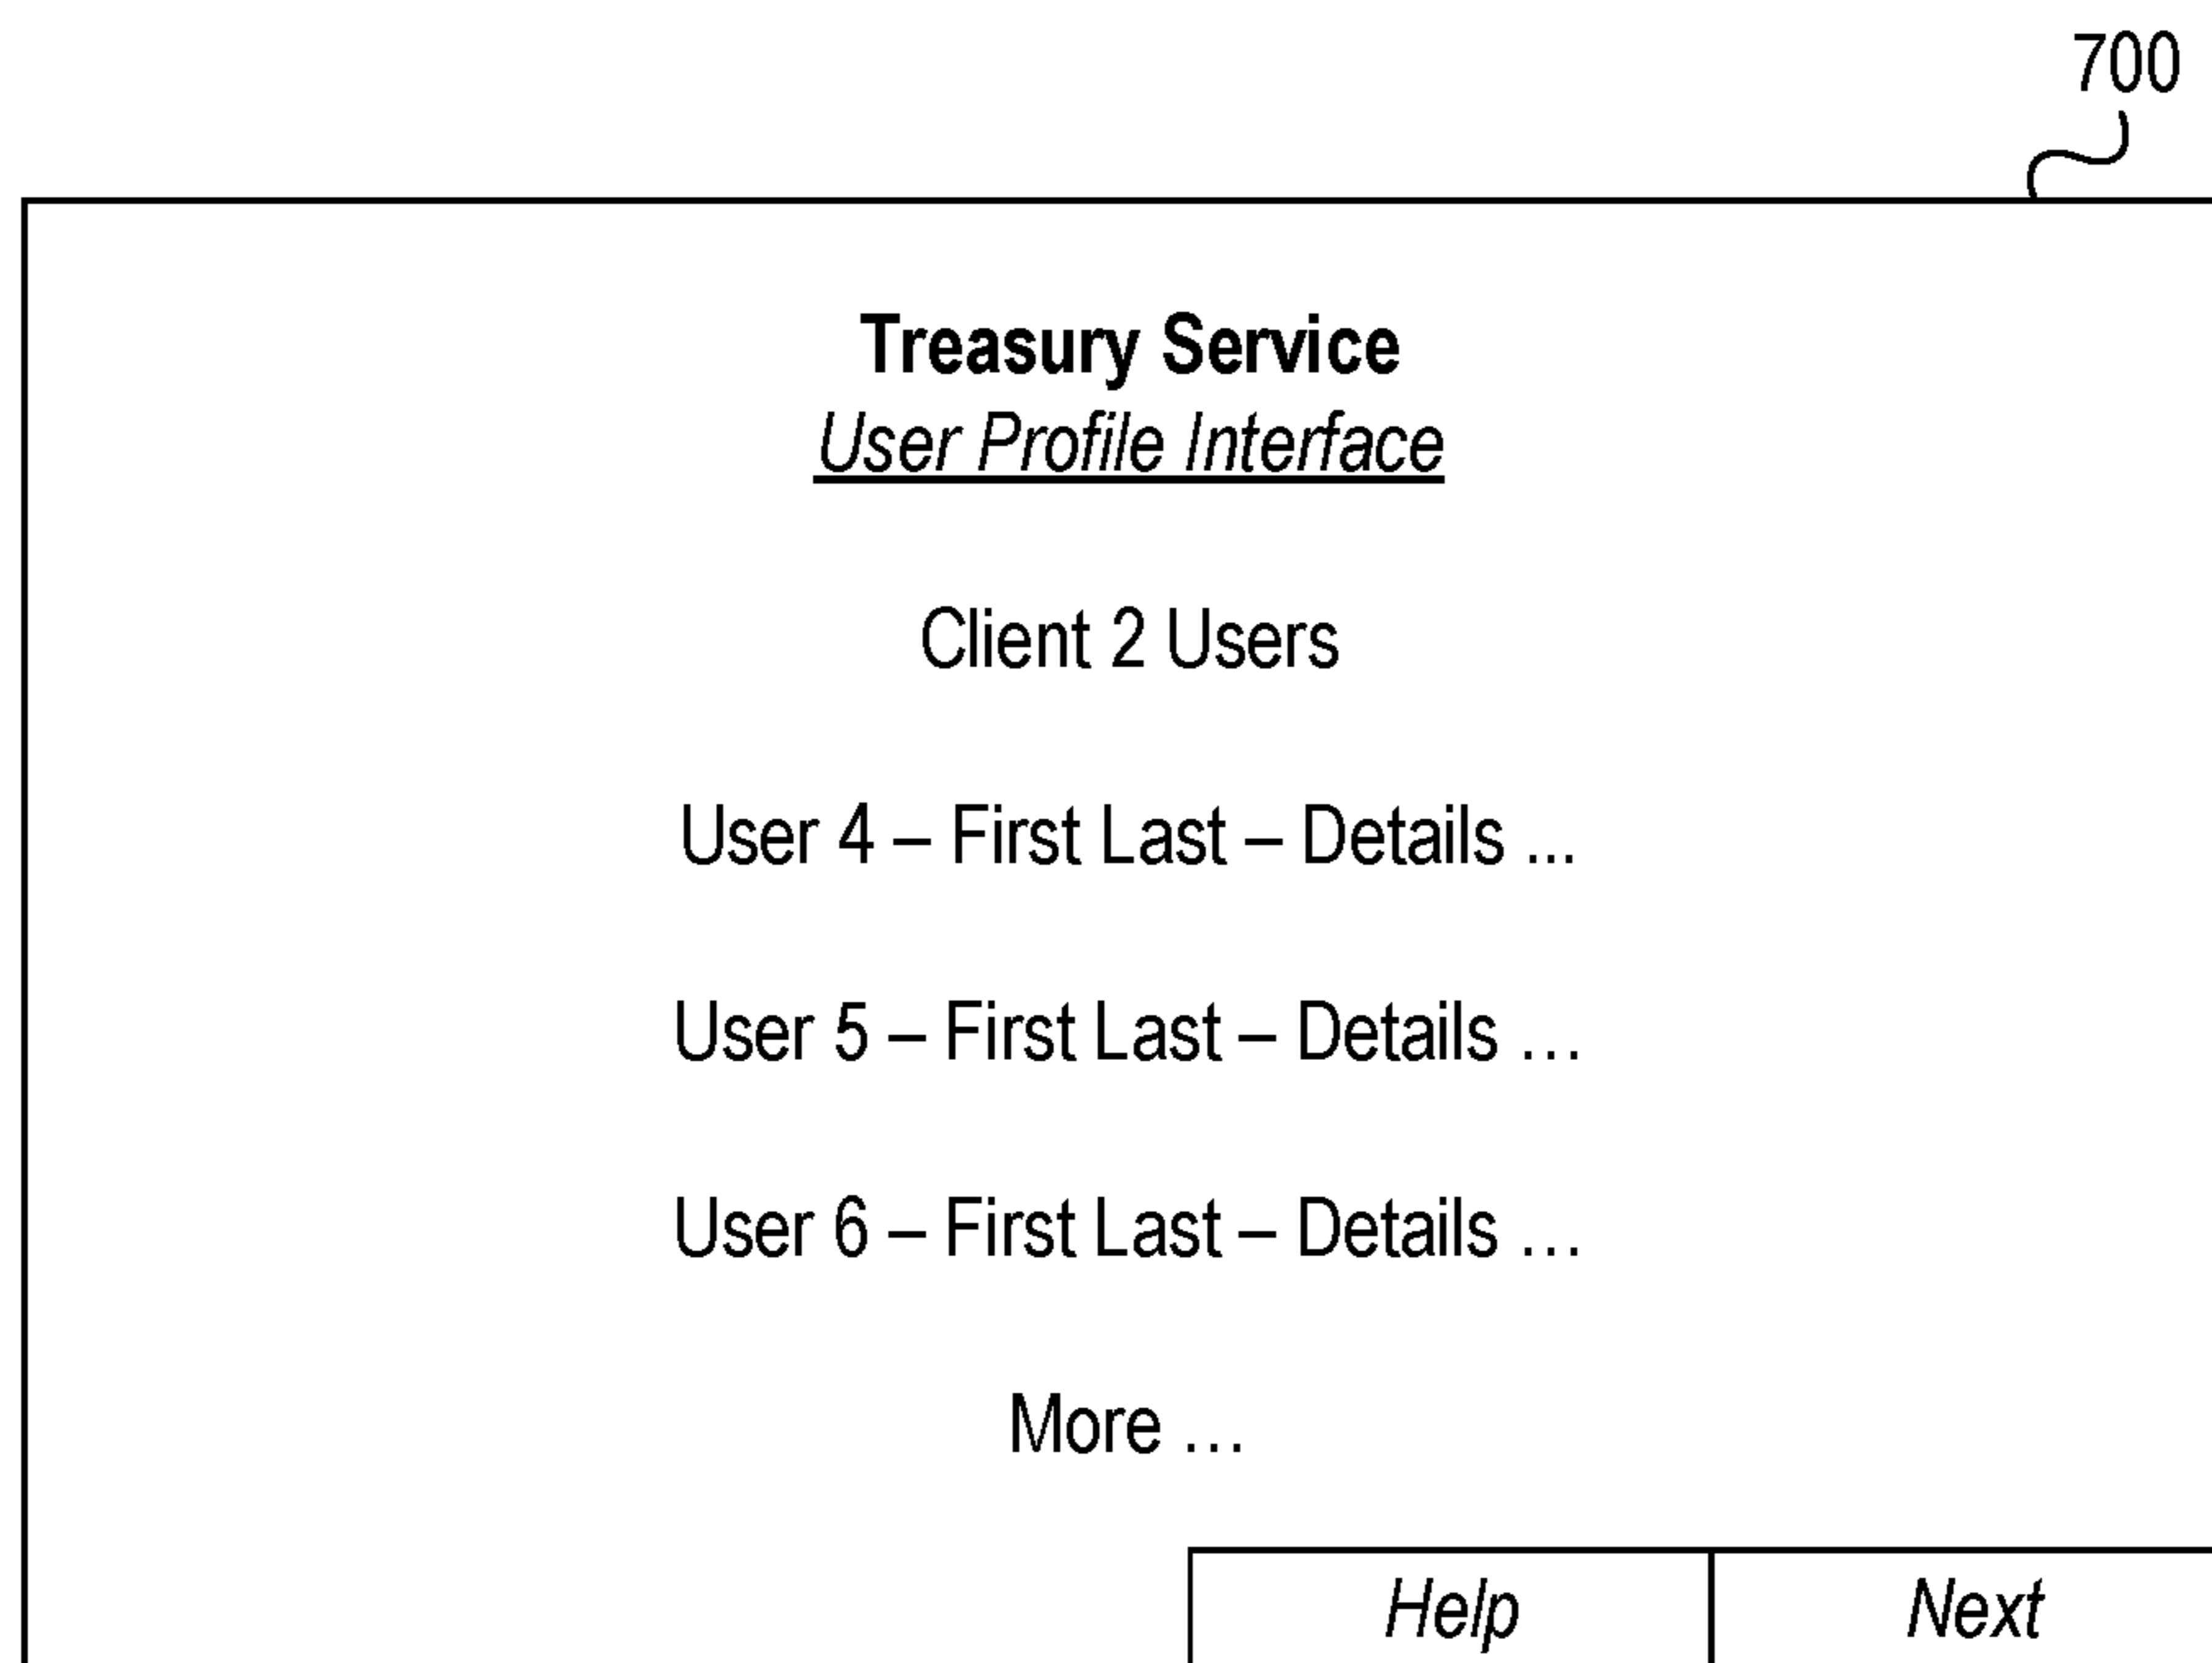 700
Treasury Service
User Profile Interface
Client 2 Users
User 4 – First Last – Details ...
User 5 – First Last – Details …
User 6 – First Last – Details …
More …
Help Next